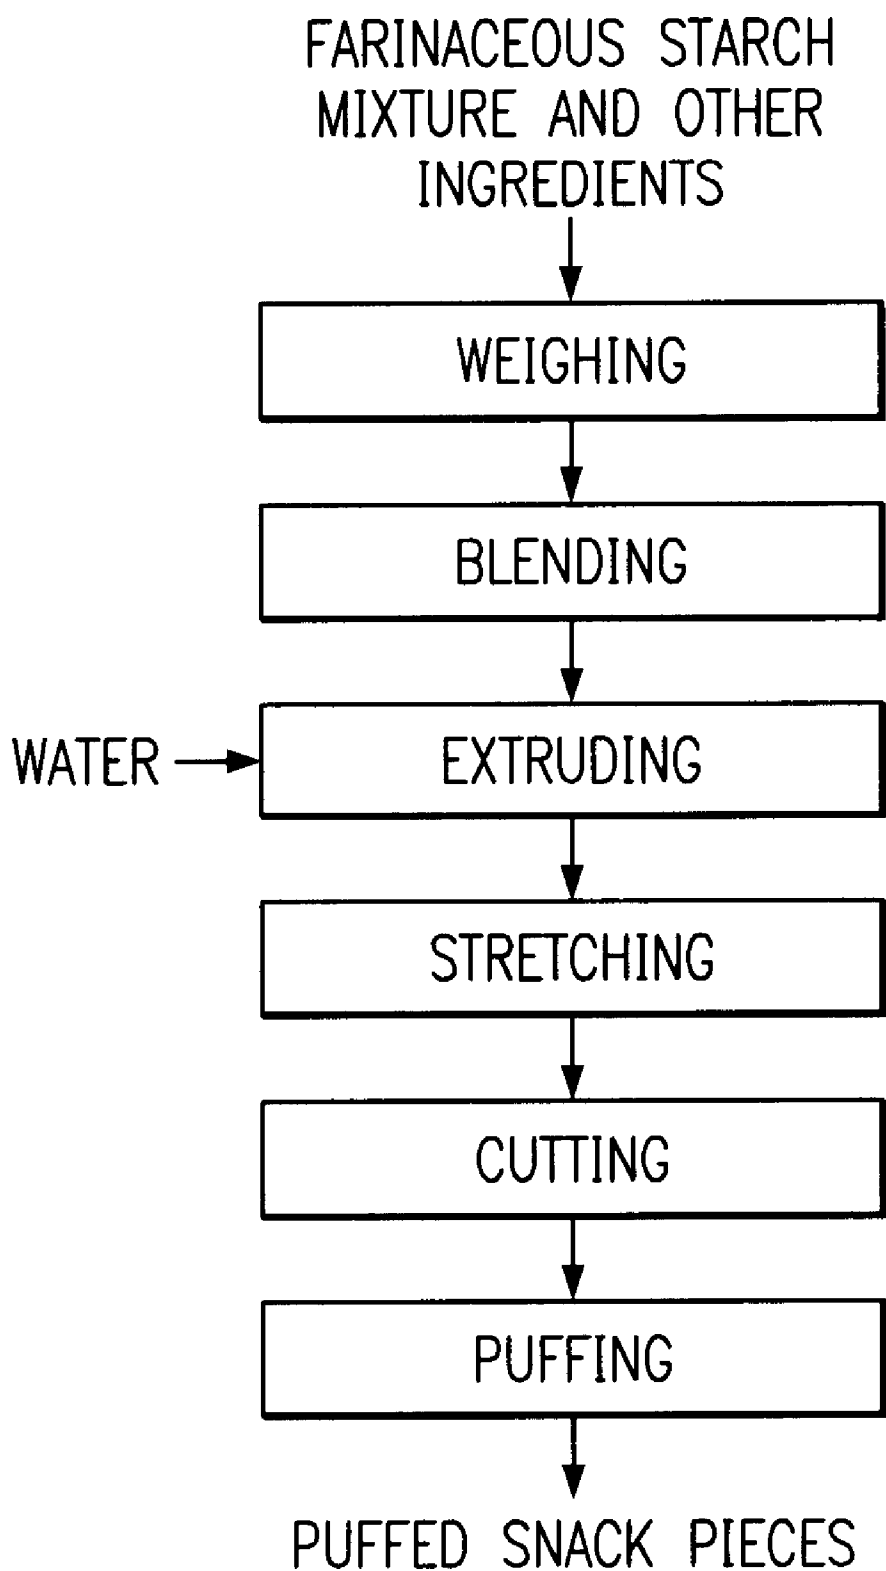 FARINACEOUS STARCH
MIXTURE AND OTHER
INGREDIENTS
WEIGHING
BLENDING
WATER
EXTRUDING
STRETCHING
CUTTING
PUFFING
PUFFED SNACK PIECES